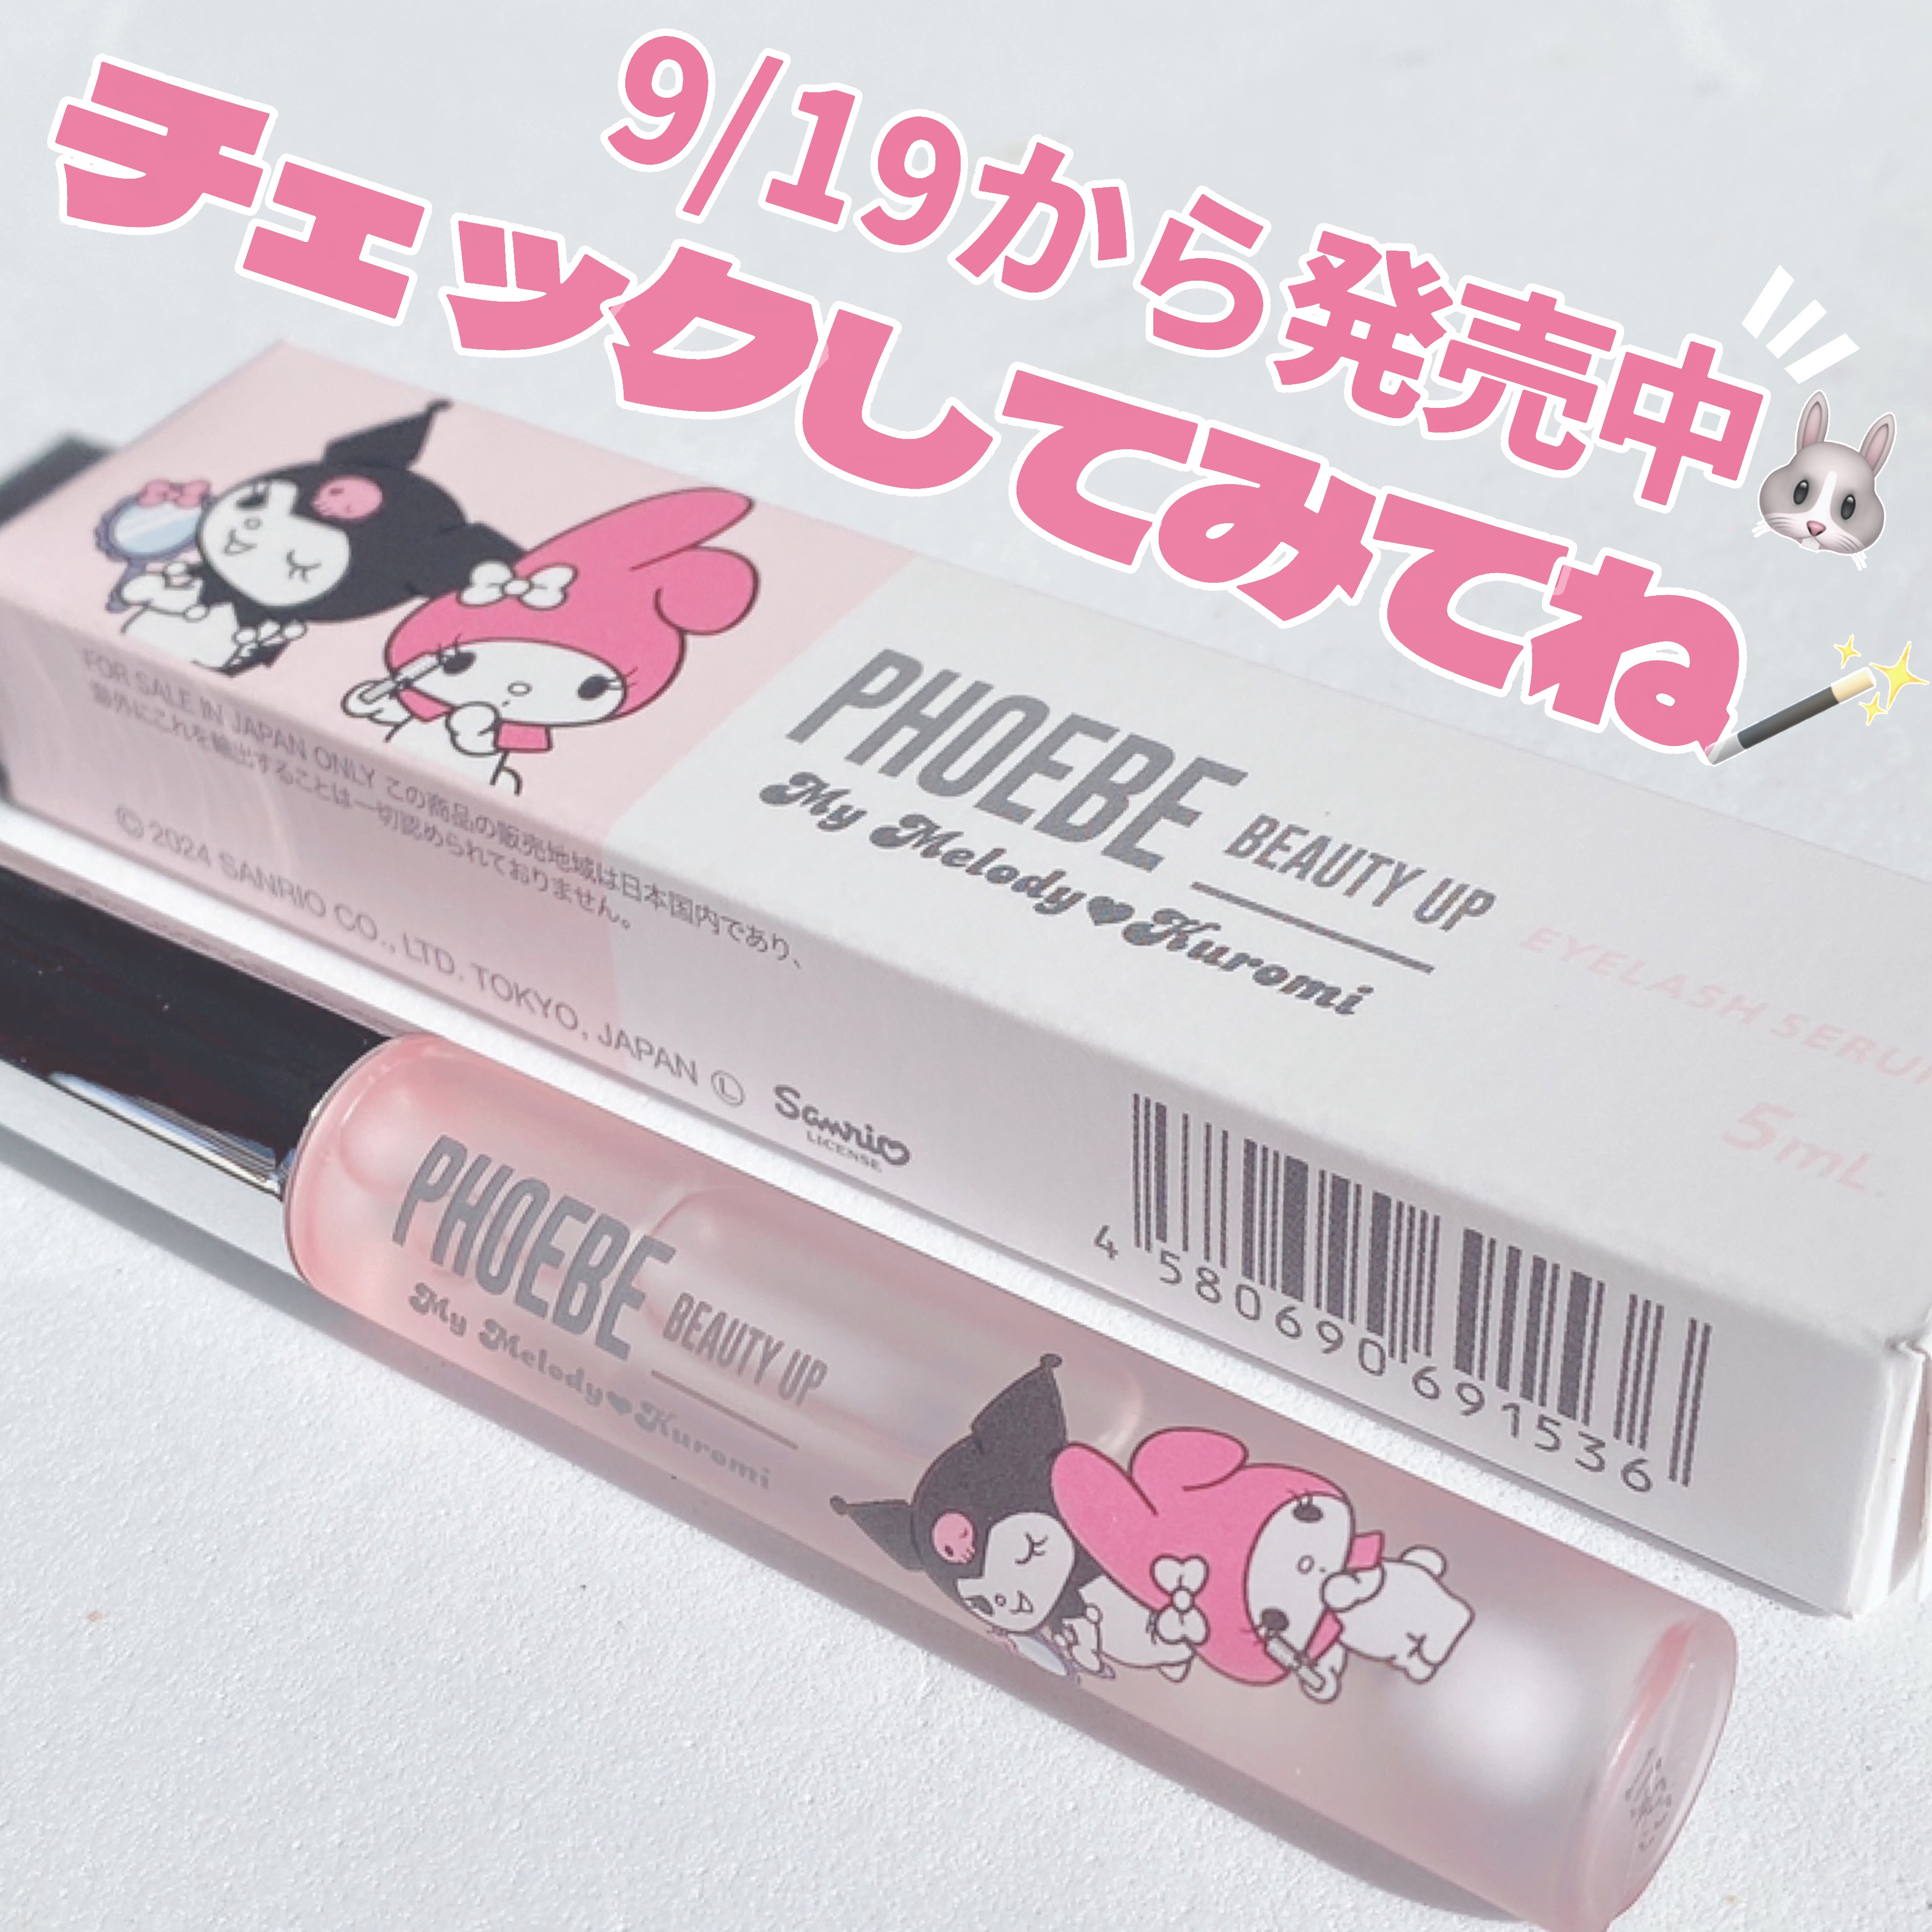 9/19から発売中
チェックしてみてね
PHOEBE BEAUTY UP
My Melody♥Kuromi
EYELASH SERUM
5mL
FOR SALE IN JAPAN ONLY この商品の販売地域は日本国内であり、
海外にこれを輸出することは一切認められておりません。
© 2024 SANRIO CO., LTD. TOKYO, JAPAN Ⓛ
Sanrio
LICENSE
4 580690 691536
PHOEBE BEAUTY UP
My Melody♥Kuromi